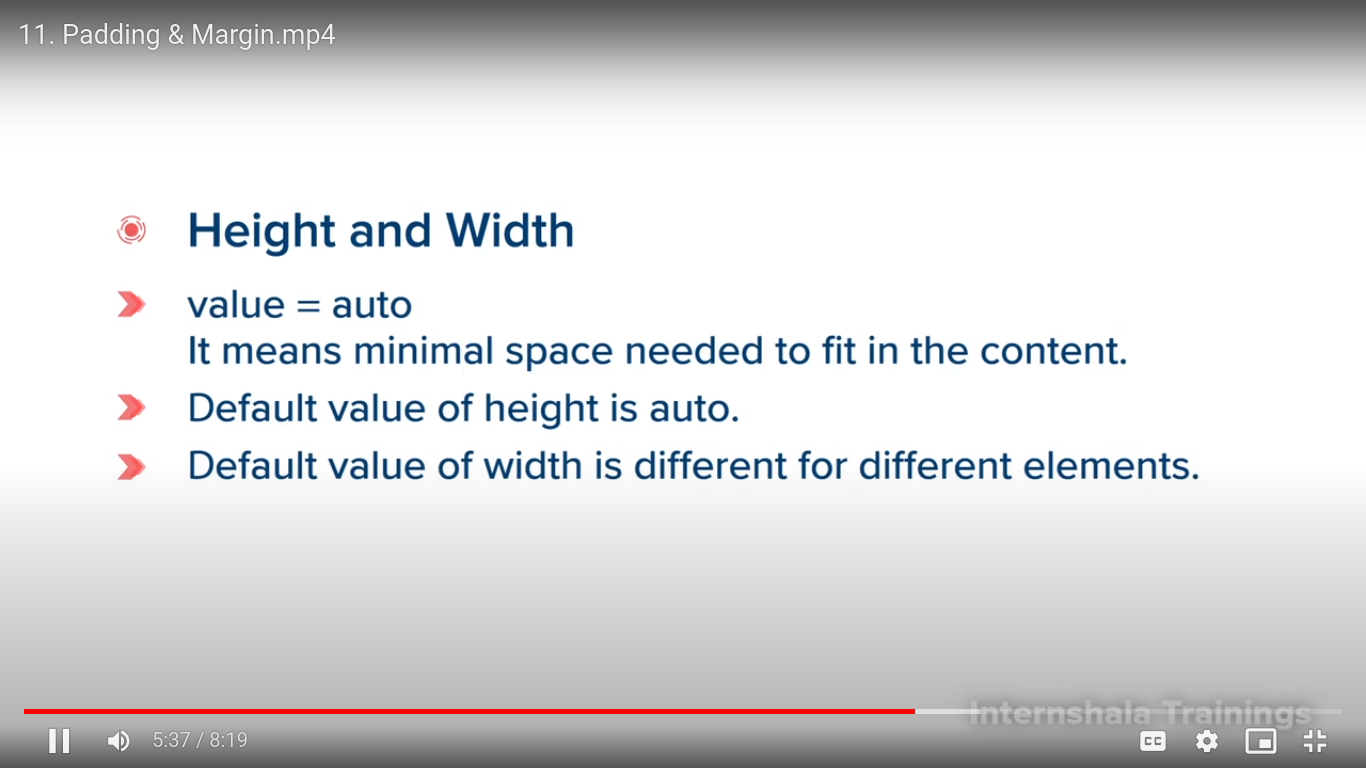 11. Padding & Margin.mp4
Height and Width
value = auto
It means minimal space needed to fit in the content.
Default value of height is auto.
Default value of width is different for different elements.
Internshala Trainings
5:37 / 8:19
CC